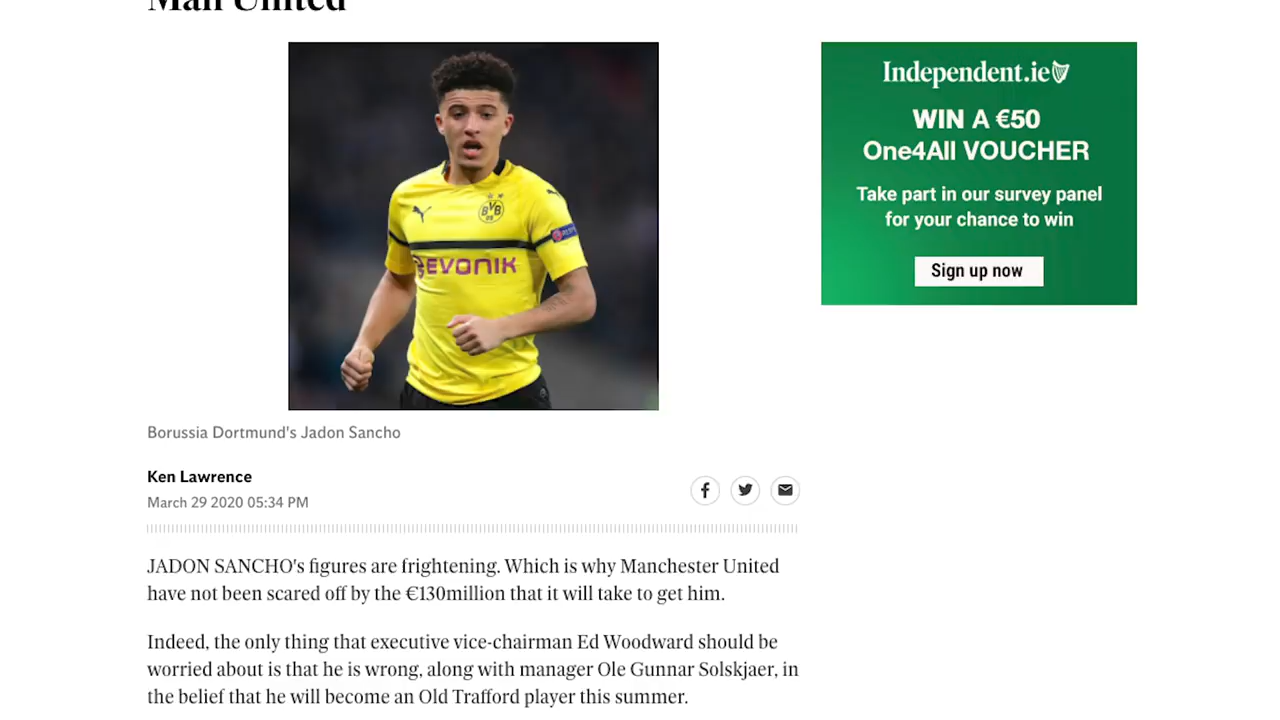 Man United
Independent.ie
WIN A €50
One4All VOUCHER
Take part in our survey panel
for your chance to win
Sign up now
BVB
09
EVONIK
Borussia Dortmund's Jadon Sancho
Ken Lawrence
March 29 2020 05:34 PM
JADON SANCHO's figures are frightening. Which is why Manchester United
have not been scared off by the €130million that it will take to get him.
Indeed, the only thing that executive vice-chairman Ed Woodward should be
worried about is that he is wrong, along with manager Ole Gunnar Solskjaer, in
the belief that he will become an Old Trafford player this summer.